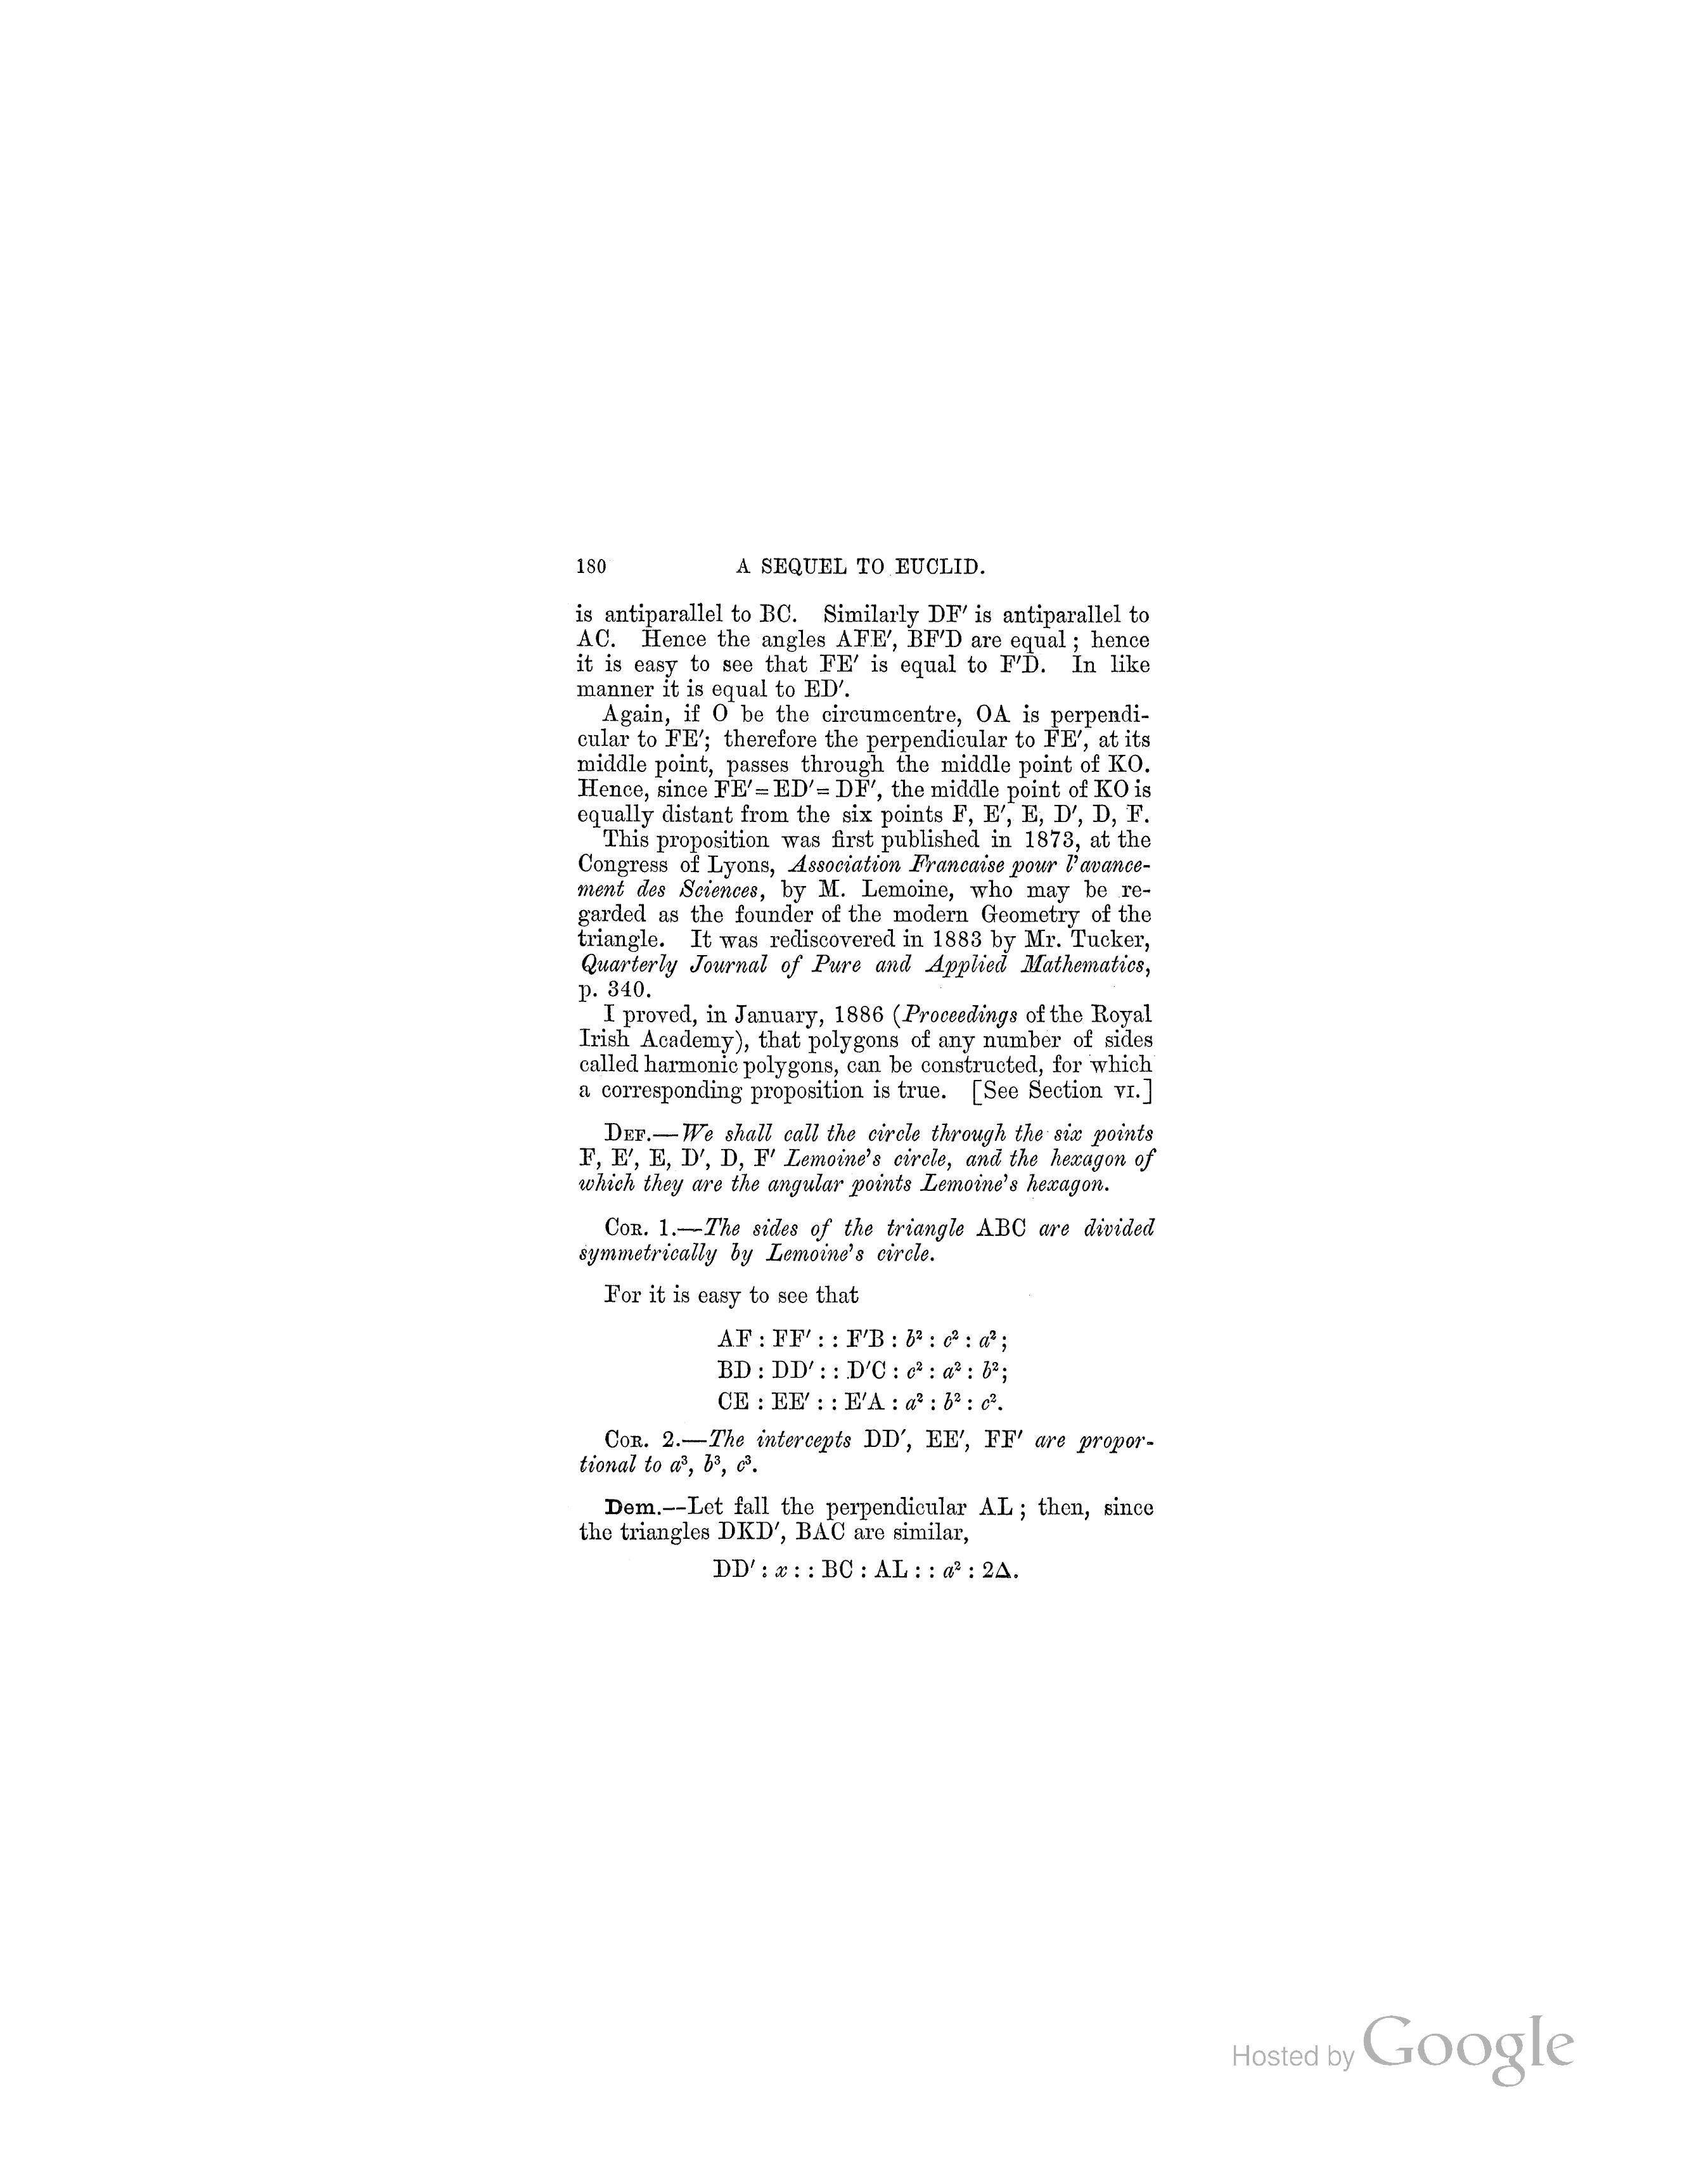 180 A SEQUEL TO EUCLID.
is antiparallel to BC. Similarly DF′ is antiparallel to
AC. Hence the angles AFE′, BF′D are equal; hence
it is easy to see that FE′ is equal to F′D. In like
manner it is equal to ED′.
Again, if O be the circumcentre, OA is perpendi-
cular to FE′; therefore the perpendicular to FE′, at its
middle point, passes through the middle point of KO.
Hence, since FE′ = ED′ = DF′, the middle point of KO is
equally distant from the six points F, E′, E, D′, D, F.
This proposition was first published in 1873, at the
Congress of Lyons, Association Francaise pour l'avance-
ment des Sciences, by M. Lemoine, who may be re-
garded as the founder of the modern Geometry of the
triangle. It was rediscovered in 1883 by Mr. Tucker,
Quarterly Journal of Pure and Applied Mathematics,
p. 340.
I proved, in January, 1886 (Proceedings of the Royal
Irish Academy), that polygons of any number of sides
called harmonic polygons, can be constructed, for which
a corresponding proposition is true. [See Section VI.]
DEF.—We shall call the circle through the six points
F, E′, E, D′, D, F′ Lemoine's circle, and the hexagon of
which they are the angular points Lemoine's hexagon.
COR. 1.—The sides of the triangle ABC are divided
symmetrically by Lemoine's circle.
For it is easy to see that
AF : FF′ : : F′B : b² : c² : a²;
BD : DD′ : : D′C : c² : a² : b²;
CE : EE′ : : E′A : a² : b² : c².
COR. 2.—The intercepts DD′, EE′, FF′ are propor-
tional to a³, b³, c³.
Dem.—Let fall the perpendicular AL; then, since
the triangles DKD′, BAC are similar,
DD′ : x : : BC : AL : : a² : 2Δ.
Hosted by Google